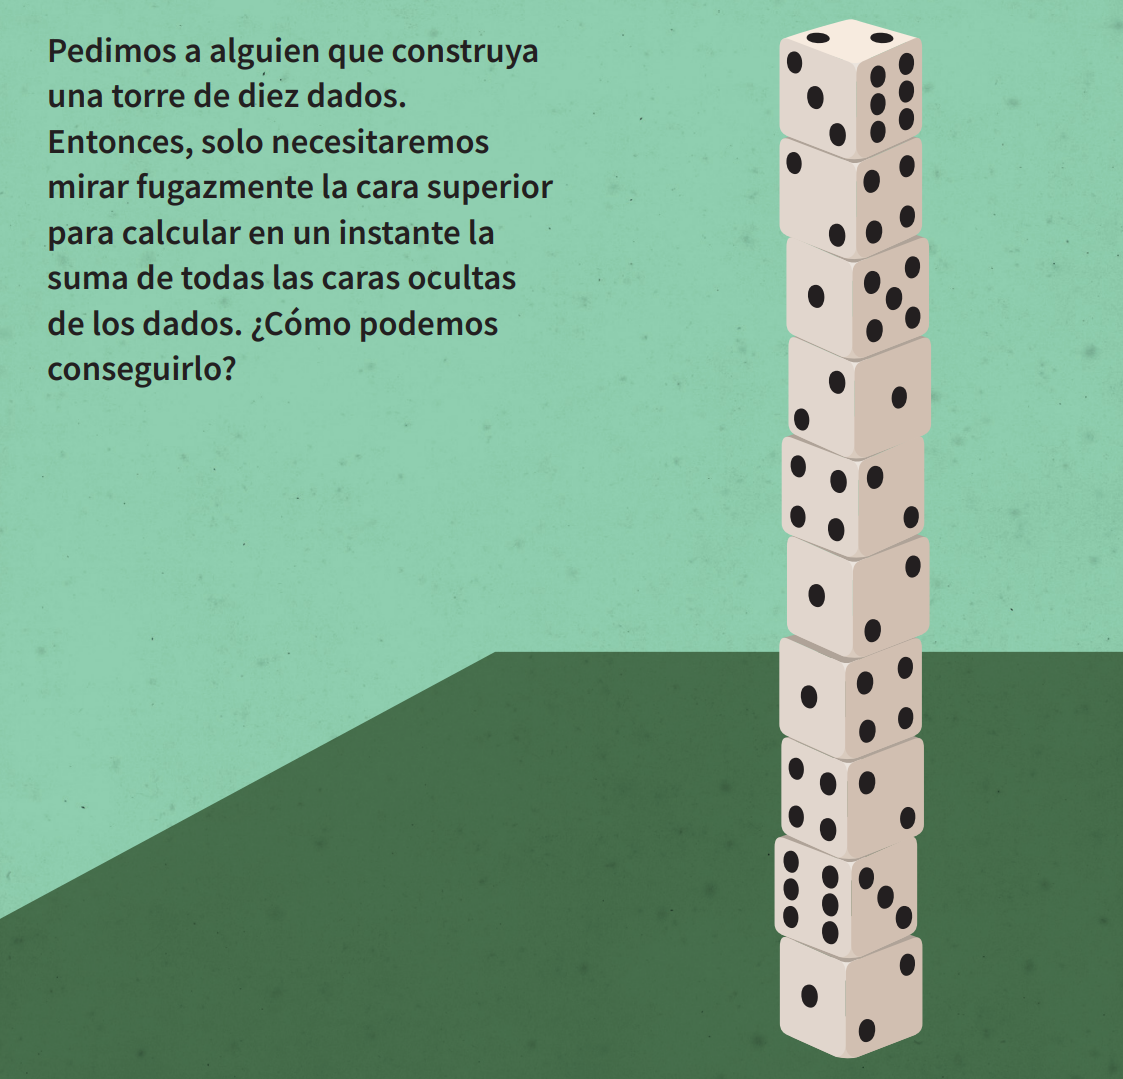 Pedimos a alguien que construya
una torre de diez dados.
Entonces, solo necesitaremos
mirar fugazmente la cara superior
para calcular en un instante la
suma de todas las caras ocultas
de los dados. ¿Cómo podemos
conseguirlo?